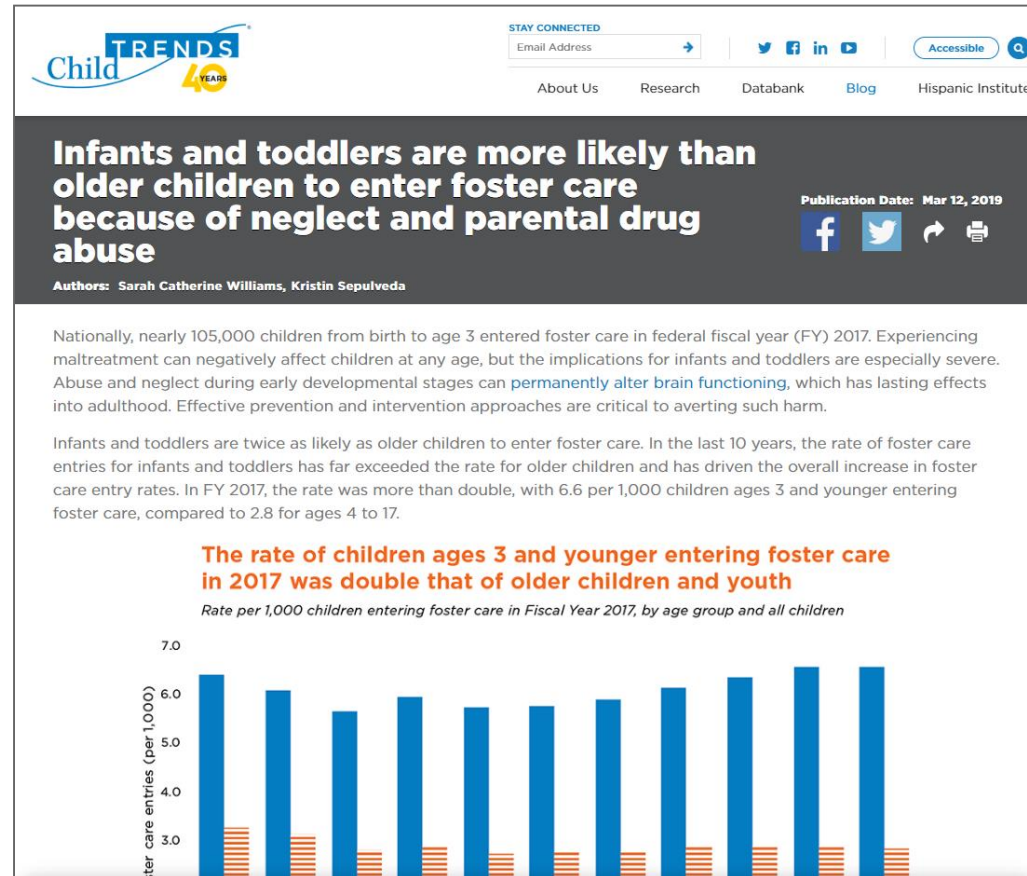 Child TRENDS
40 YEARS
STAY CONNECTED
Email Address
Accessible
About Us Research Databank Blog Hispanic Institute
Infants and toddlers are more likely than
older children to enter foster care
because of neglect and parental drug
abuse
Publication Date: Mar 12, 2019
Authors: Sarah Catherine Williams, Kristin Sepulveda
Nationally, nearly 105,000 children from birth to age 3 entered foster care in federal fiscal year (FY) 2017. Experiencing
maltreatment can negatively affect children at any age, but the implications for infants and toddlers are especially severe.
Abuse and neglect during early developmental stages can permanently alter brain functioning, which has lasting effects
into adulthood. Effective prevention and intervention approaches are critical to averting such harm.
Infants and toddlers are twice as likely as older children to enter foster care. In the last 10 years, the rate of foster care
entries for infants and toddlers has far exceeded the rate for older children and has driven the overall increase in foster
care entry rates. In FY 2017, the rate was more than double, with 6.6 per 1,000 children ages 3 and younger entering
foster care, compared to 2.8 for ages 4 to 17.
The rate of children ages 3 and younger entering foster care
in 2017 was double that of older children and youth
Rate per 1,000 children entering foster care in Fiscal Year 2017, by age group and all children
7.0
6.0
5.0
4.0
3.0
ter care entries (per 1,000)